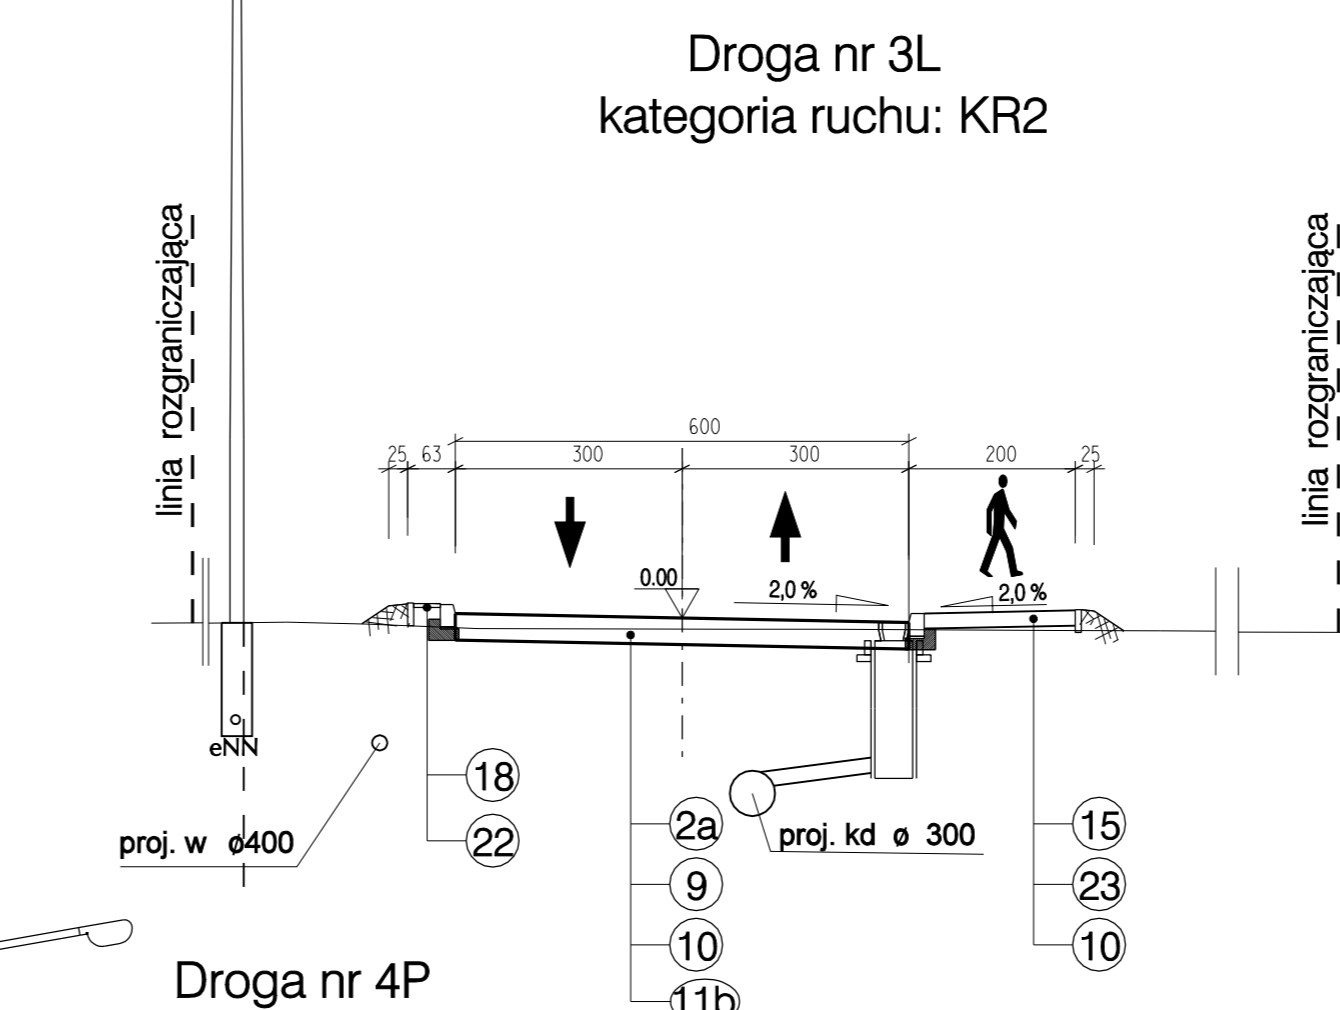 Droga nr 3L
kategoria ruchu: KR2
linia rozgraniczająca
linia rozgraniczająca
600
25 63 300 300 200 25
0.00
2,0 %
2,0 %
eNN
proj. w ø400
18
22
2a
9
10
11b
proj. kd ø 300
15
23
10
Droga nr 4P